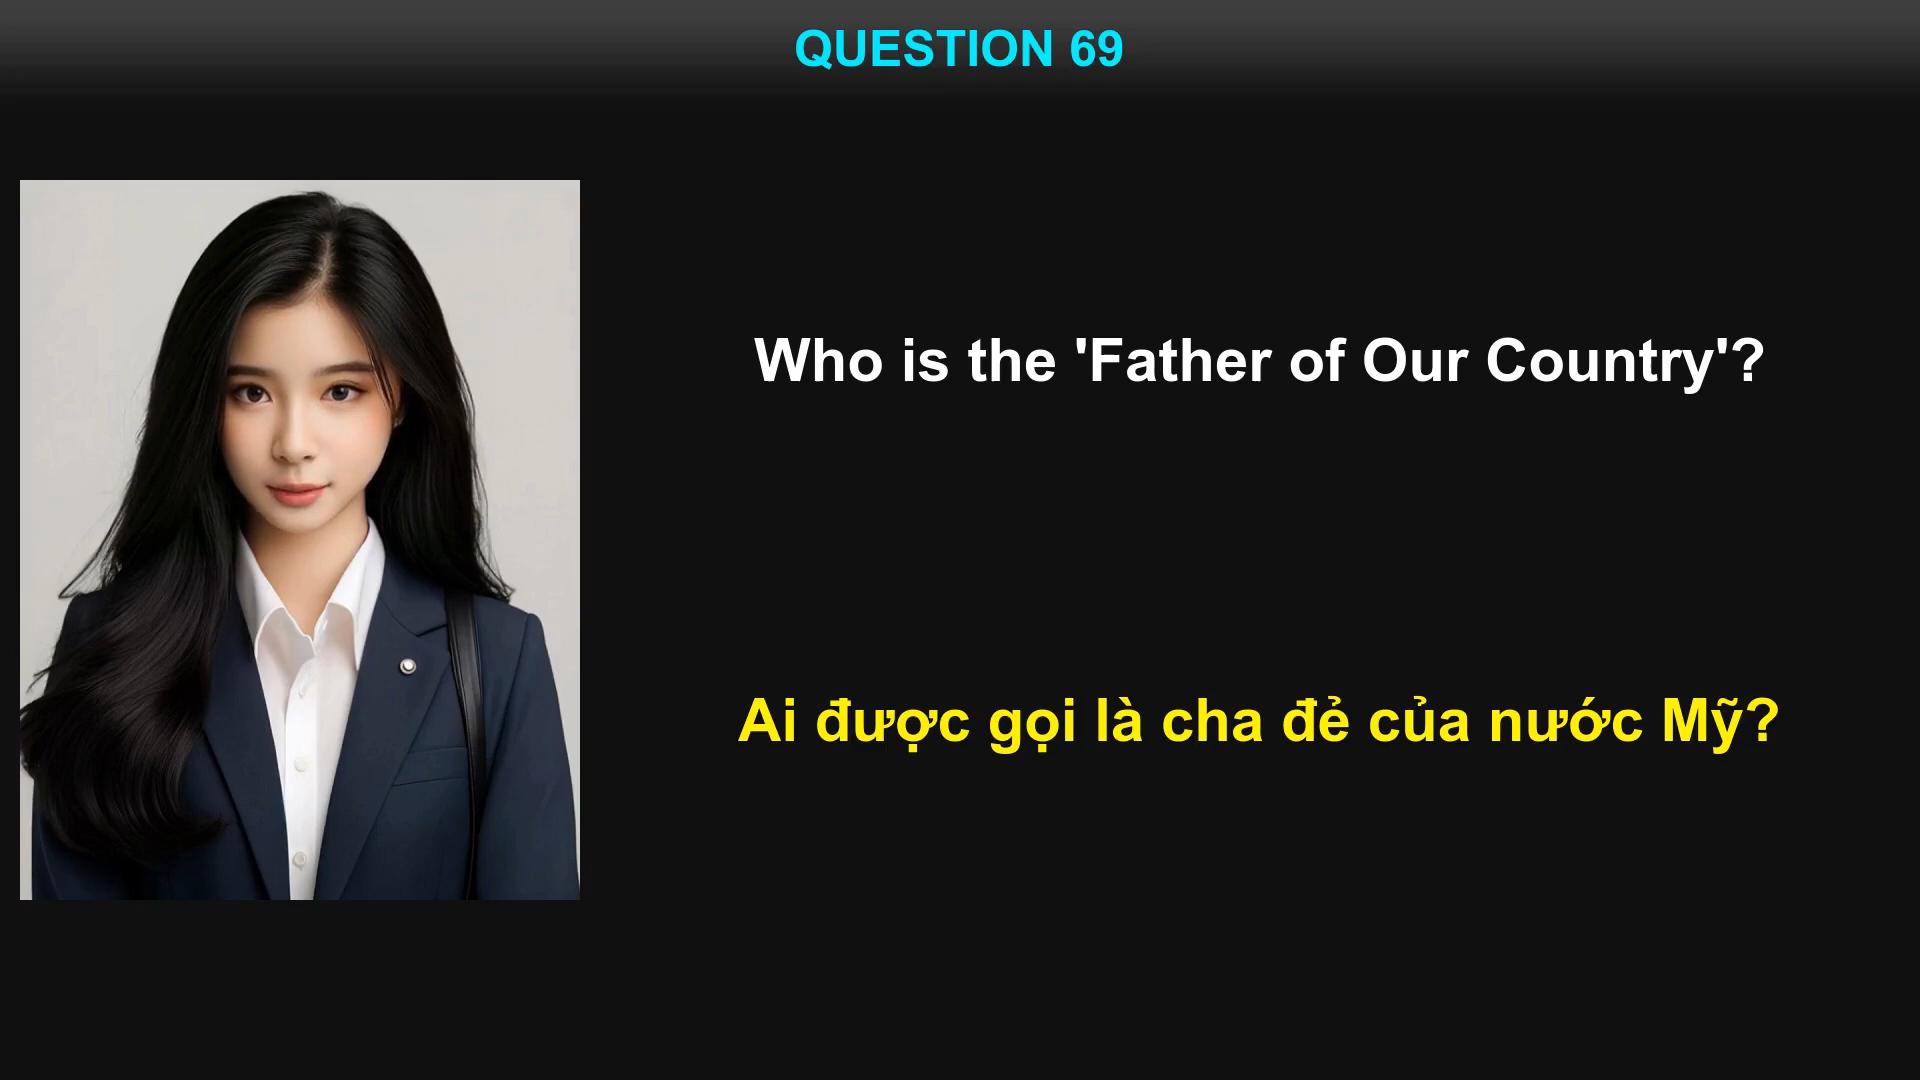 QUESTION 69
Who is the 'Father of Our Country'?
Ai được gọi là cha đẻ của nước Mỹ?